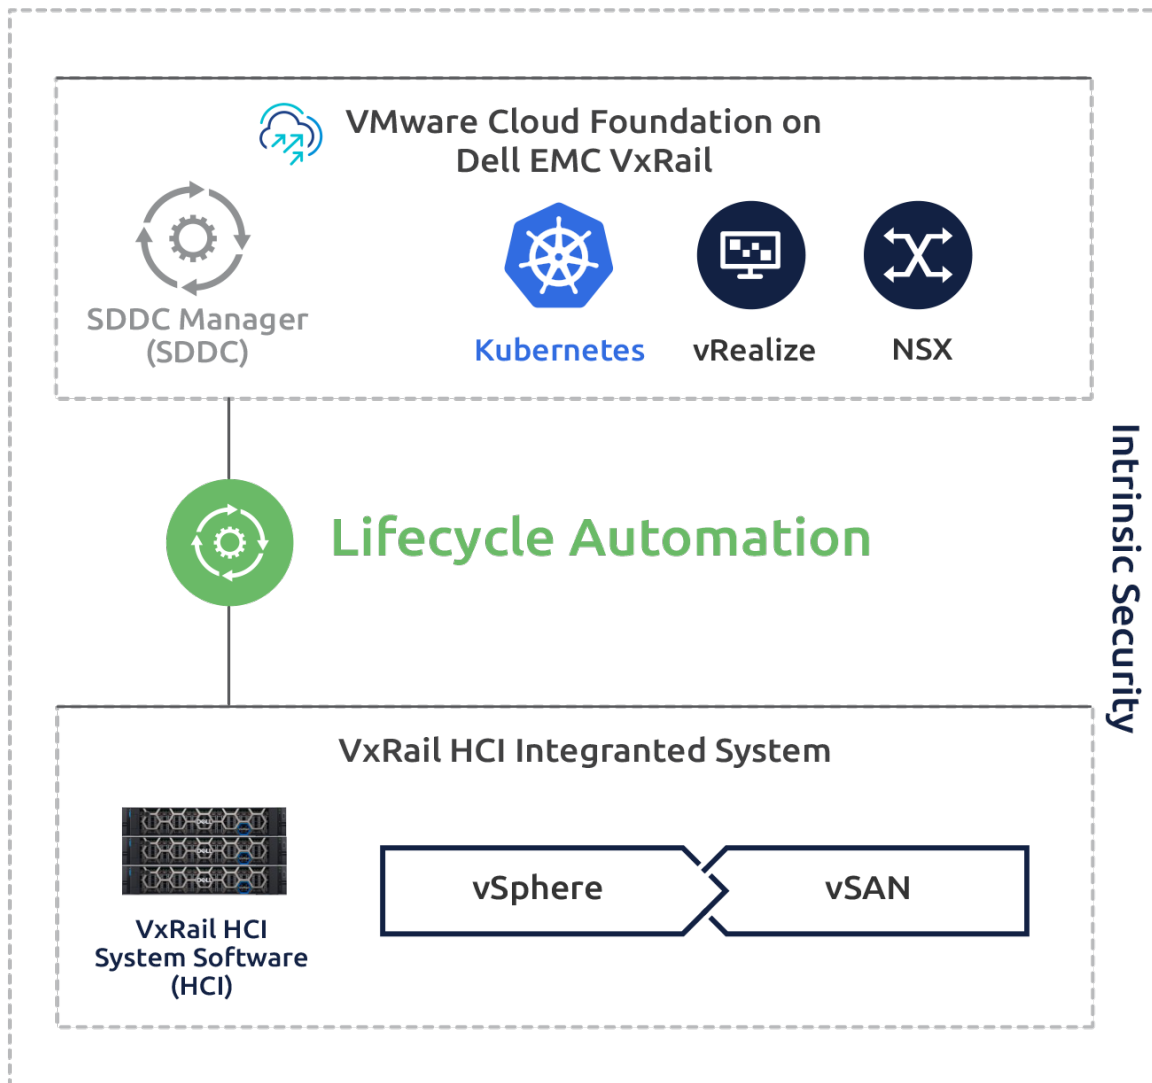 VMware Cloud Foundation on
Dell EMC VxRail
SDDC Manager
(SDDC)
Kubernetes
vRealize
NSX
Lifecycle Automation
Intrinsic Security
VxRail HCI Integranted System
VxRail HCI
System Software
(HCI)
vSphere
vSAN